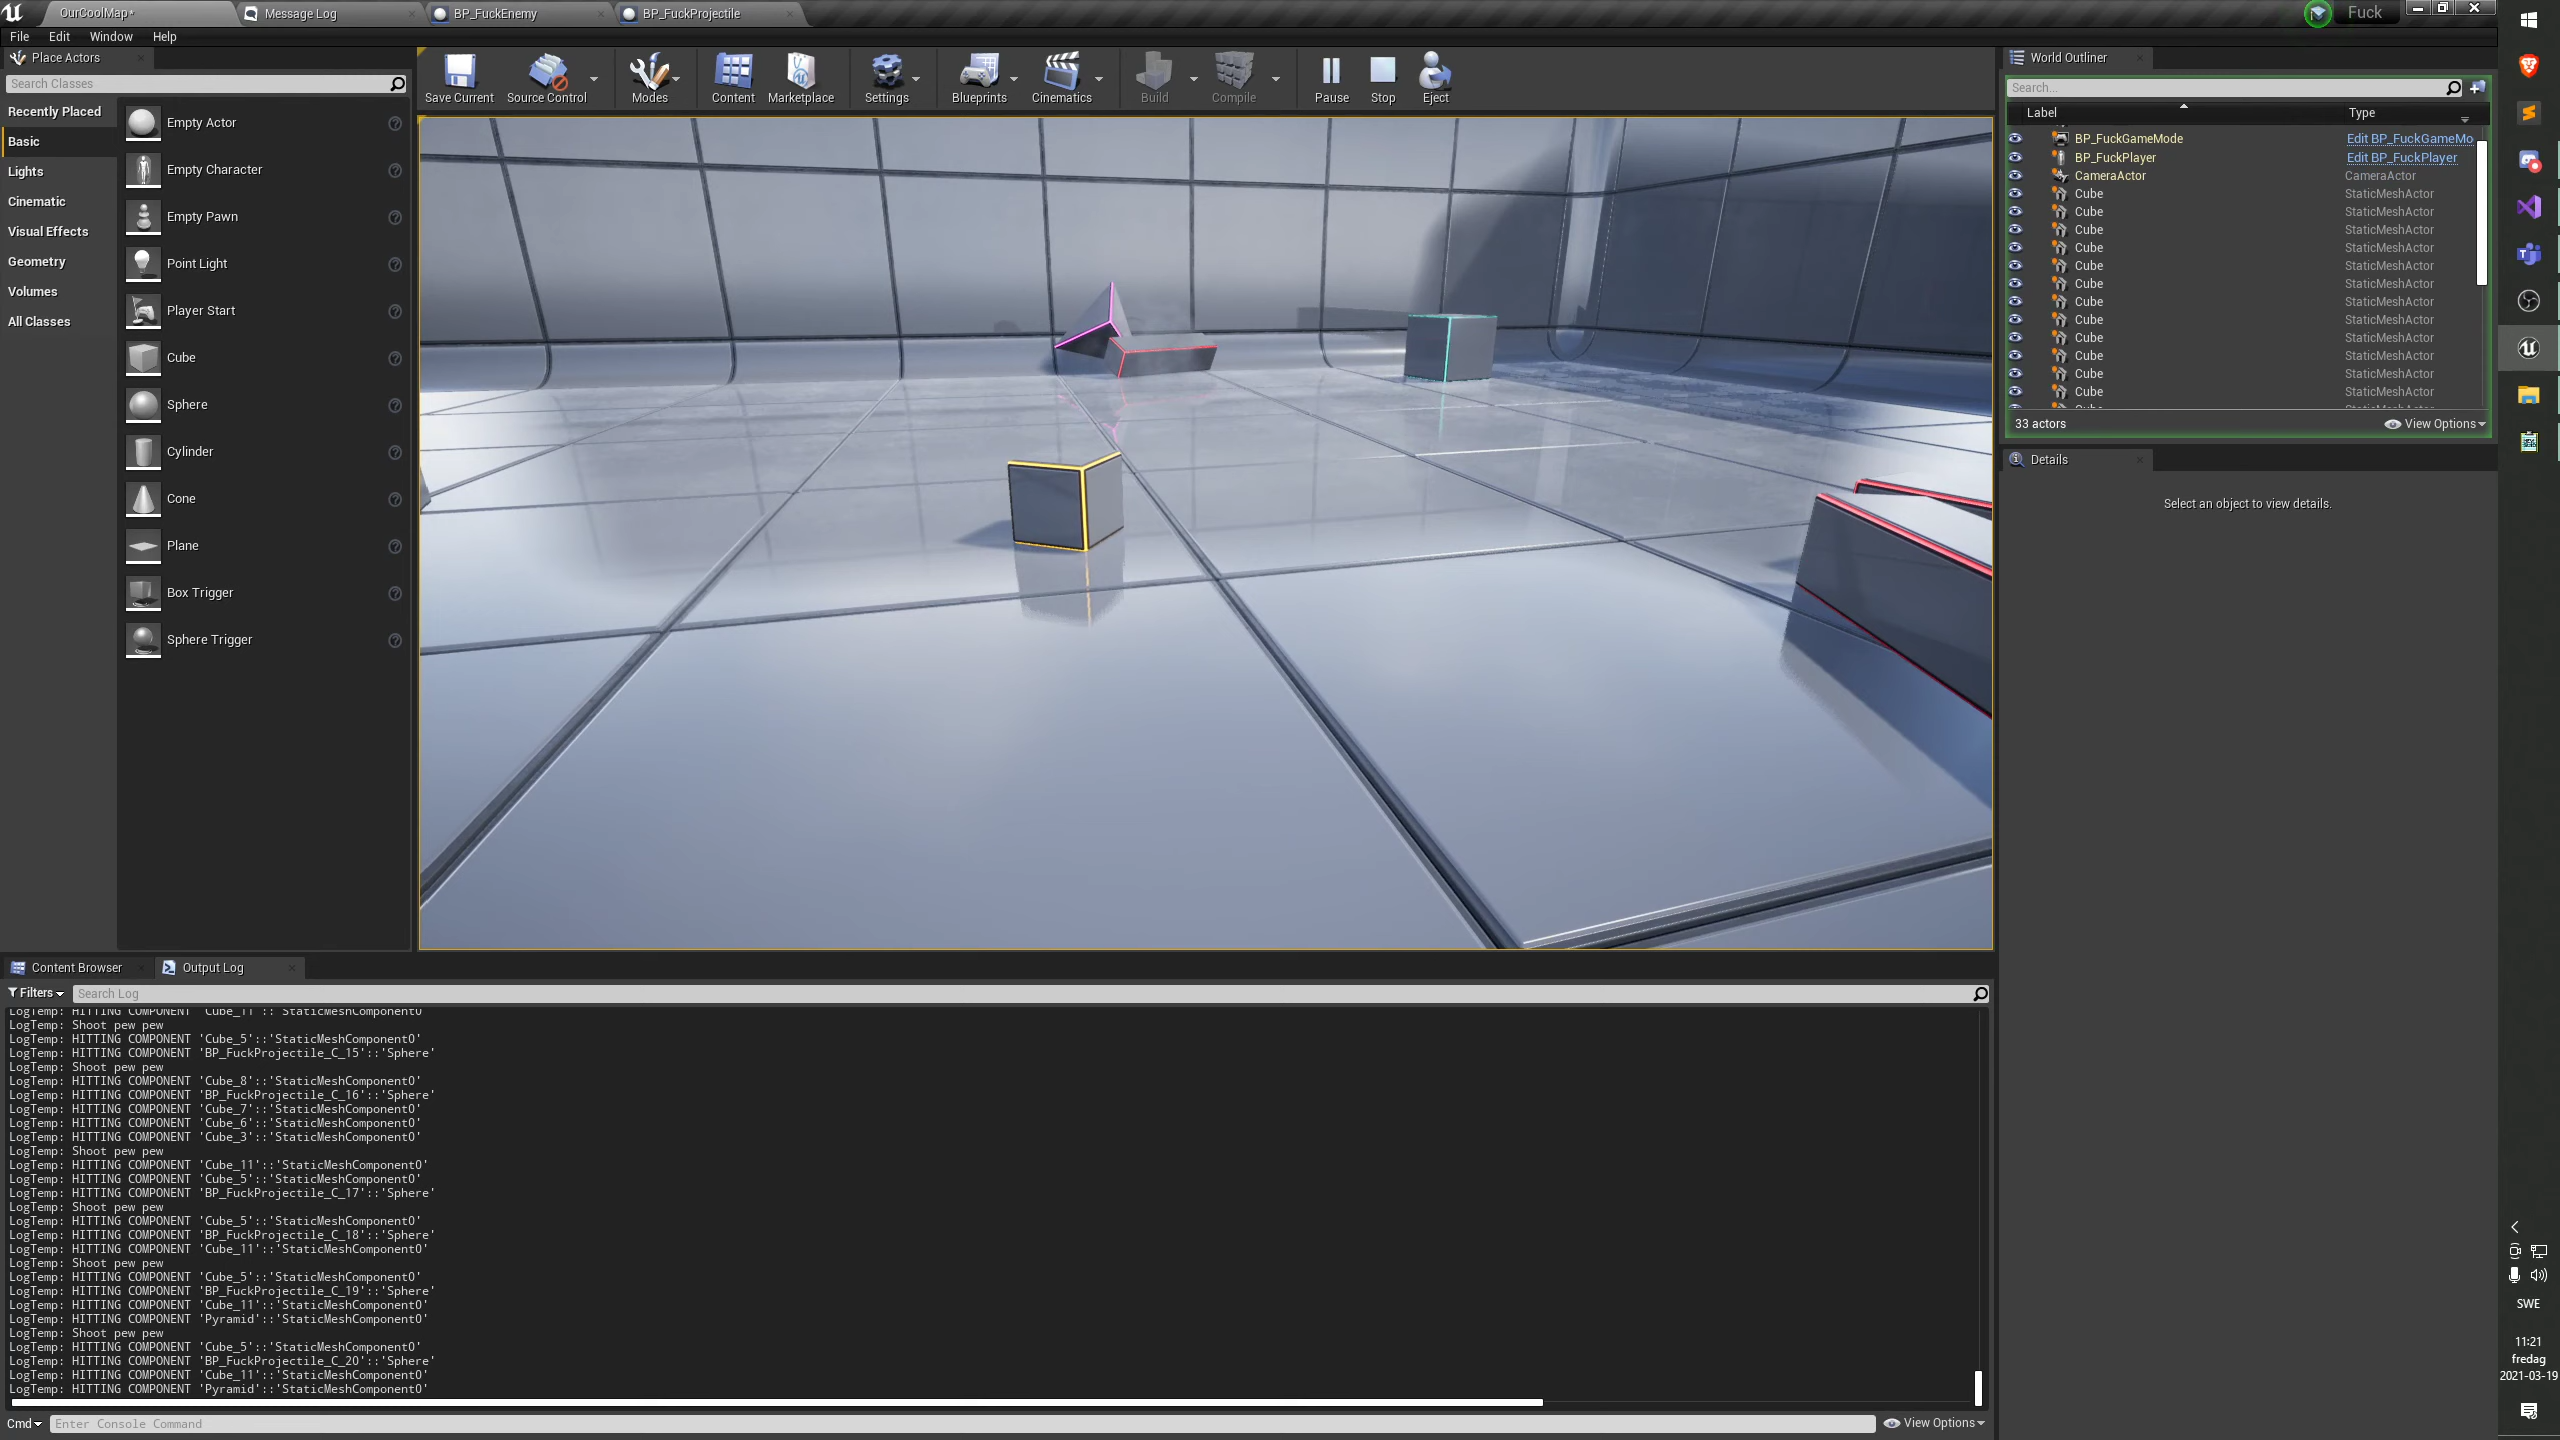 OurCoolMap*
Message Log
BP_FuckEnemy
BP_FuckProjectile
Fuck
File Edit Window Help
Place Actors
Search Classes
Recently Placed
Basic
Lights
Cinematic
Visual Effects
Geometry
Volumes
All Classes
Empty Actor
Empty Character
Empty Pawn
Point Light
Player Start
Cube
Sphere
Cylinder
Cone
Plane
Box Trigger
Sphere Trigger
Save Current Source Control Modes Content Marketplace Settings Blueprints Cinematics Build Compile Pause Stop Eject
World Outliner
Search...
Label Type
BP_FuckGameMode Edit BP_FuckGameMo
BP_FuckPlayer Edit BP_FuckPlayer
CameraActor CameraActor
Cube StaticMeshActor
Cube StaticMeshActor
Cube StaticMeshActor
Cube StaticMeshActor
Cube StaticMeshActor
Cube StaticMeshActor
Cube StaticMeshActor
Cube StaticMeshActor
Cube StaticMeshActor
Cube StaticMeshActor
Cube StaticMeshActor
Cube StaticMeshActor
33 actors View Options
Details
Select an object to view details.
Content Browser Output Log
Filters Search Log
LogTemp: HITTING COMPONENT 'Cube_11'::'StaticMeshComponent0'
LogTemp: Shoot pew pew
LogTemp: HITTING COMPONENT 'Cube_5'::'StaticMeshComponent0'
LogTemp: HITTING COMPONENT 'BP_FuckProjectile_C_15'::'Sphere'
LogTemp: Shoot pew pew
LogTemp: HITTING COMPONENT 'Cube_8'::'StaticMeshComponent0'
LogTemp: HITTING COMPONENT 'BP_FuckProjectile_C_16'::'Sphere'
LogTemp: HITTING COMPONENT 'Cube_7'::'StaticMeshComponent0'
LogTemp: HITTING COMPONENT 'Cube_6'::'StaticMeshComponent0'
LogTemp: HITTING COMPONENT 'Cube_3'::'StaticMeshComponent0'
LogTemp: Shoot pew pew
LogTemp: HITTING COMPONENT 'Cube_11'::'StaticMeshComponent0'
LogTemp: HITTING COMPONENT 'Cube_5'::'StaticMeshComponent0'
LogTemp: HITTING COMPONENT 'BP_FuckProjectile_C_17'::'Sphere'
LogTemp: Shoot pew pew
LogTemp: HITTING COMPONENT 'Cube_5'::'StaticMeshComponent0'
LogTemp: HITTING COMPONENT 'BP_FuckProjectile_C_18'::'Sphere'
LogTemp: HITTING COMPONENT 'Cube_11'::'StaticMeshComponent0'
LogTemp: Shoot pew pew
LogTemp: HITTING COMPONENT 'Cube_5'::'StaticMeshComponent0'
LogTemp: HITTING COMPONENT 'BP_FuckProjectile_C_19'::'Sphere'
LogTemp: HITTING COMPONENT 'Cube_11'::'StaticMeshComponent0'
LogTemp: HITTING COMPONENT 'Pyramid'::'StaticMeshComponent0'
LogTemp: Shoot pew pew
LogTemp: HITTING COMPONENT 'Cube_5'::'StaticMeshComponent0'
LogTemp: HITTING COMPONENT 'BP_FuckProjectile_C_20'::'Sphere'
LogTemp: HITTING COMPONENT 'Cube_11'::'StaticMeshComponent0'
LogTemp: HITTING COMPONENT 'Pyramid'::'StaticMeshComponent0'
Cmd Enter Console Command View Options
SWE
11:21
fredag
2021-03-19